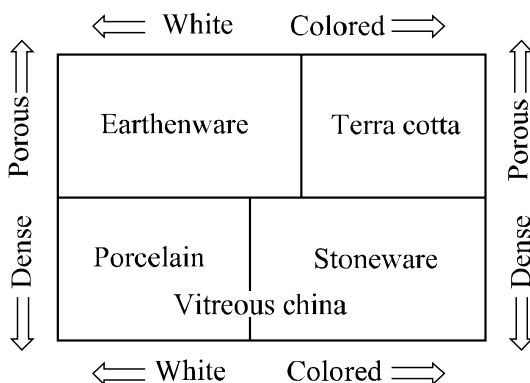 White Colored
Porous
Porous
Earthenware Terra cotta
Dense
Dense
Porcelain Stoneware
Vitreous china
White Colored